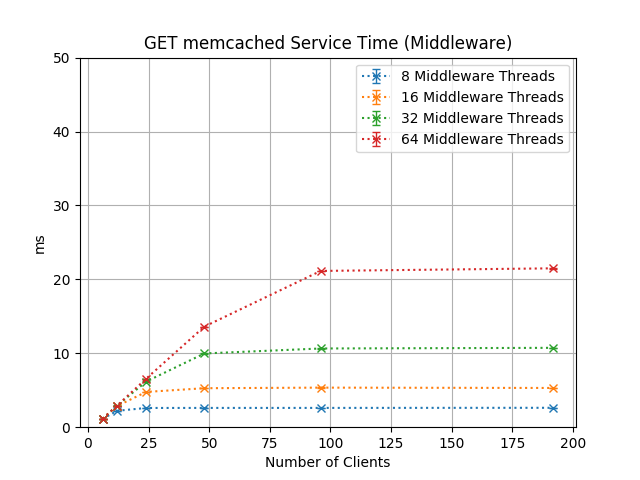 GET memcached Service Time (Middleware)
8 Middleware Threads
16 Middleware Threads
32 Middleware Threads
64 Middleware Threads
50
40
30
20
10
0
ms
0 25 50 75 100 125 150 175 200
Number of Clients